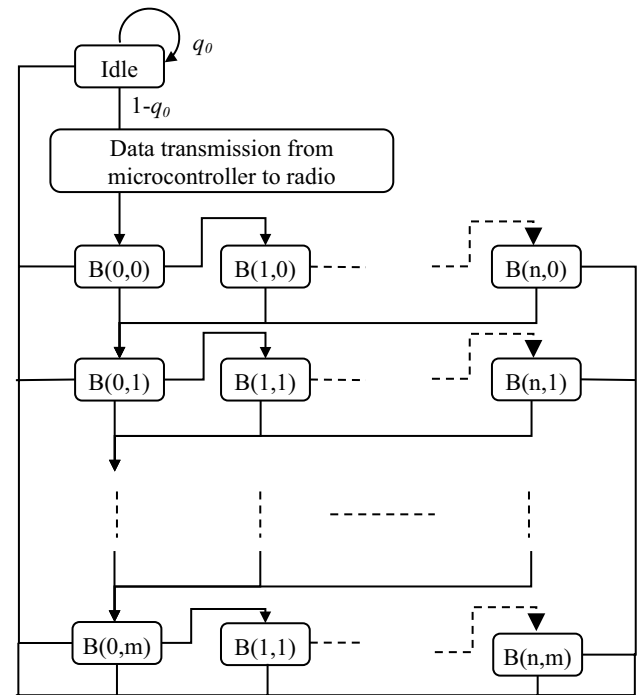 q0
Idle
1-q0
Data transmission from
microcontroller to radio
B(0,0) B(1,0) B(n,0)
B(0,1) B(1,1) B(n,1)
B(0,m) B(1,1) B(n,m)